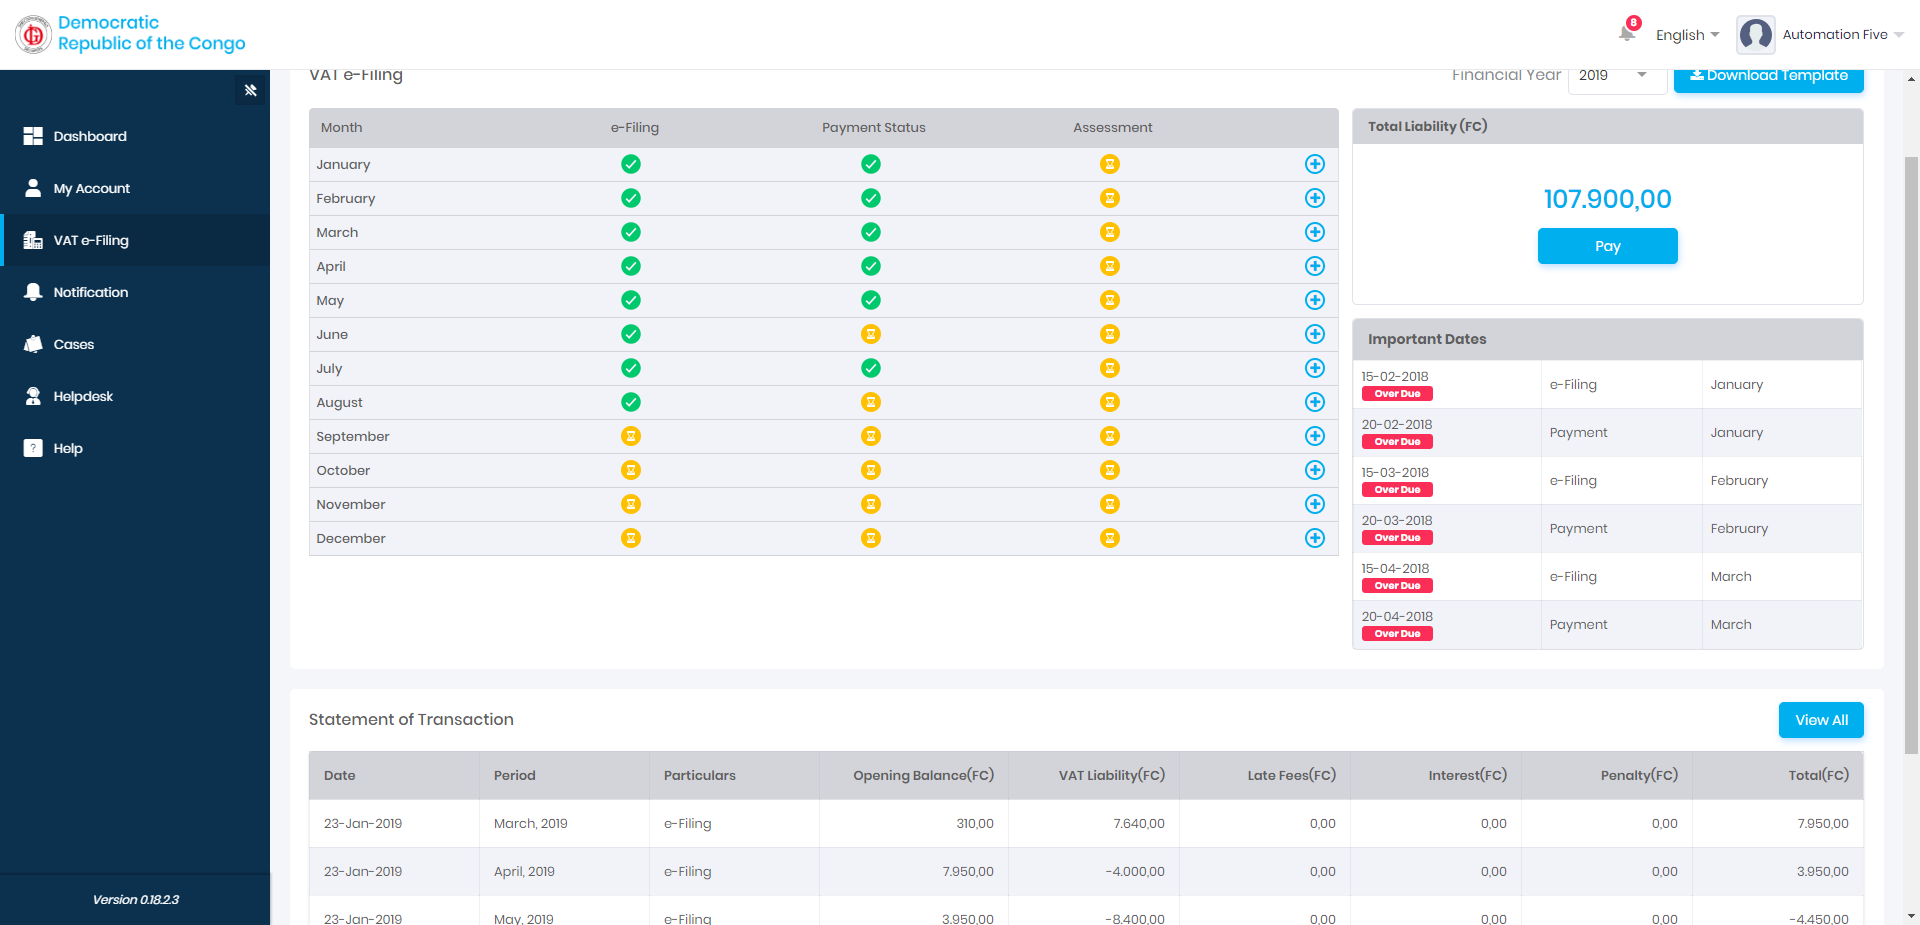 Democratic
Republic of the Congo
8
English
Automation Five
Dashboard
My Account
VAT e-Filing
Notification
Cases
Helpdesk
? Help
Version 0.18.2.3
VAT e-Filing
Financial Year 2019 Download Template
Month e-Filing Payment Status Assessment
January
February
March
April
May
June
July
August
September
October
November
December
Total Liability (FC)
107.900,00
Pay
Important Dates
15-02-2018 e-Filing January
Over Due
20-02-2018 Payment January
Over Due
15-03-2018 e-Filing February
Over Due
20-03-2018 Payment February
Over Due
15-04-2018 e-Filing March
Over Due
20-04-2018 Payment March
Over Due
Statement of Transaction
View All
Date Period Particulars Opening Balance(FC) VAT Liability(FC) Late Fees(FC) Interest(FC) Penalty(FC) Total(FC)
23-Jan-2019 March, 2019 e-Filing 310,00 7.640,00 0,00 0,00 0,00 7.950,00
23-Jan-2019 April, 2019 e-Filing 7.950,00 -4.000,00 0,00 0,00 0,00 3.950,00
23-Jan-2019 May, 2019 e-Filing 3.950,00 -8.400,00 0,00 0,00 0,00 -4.450,00